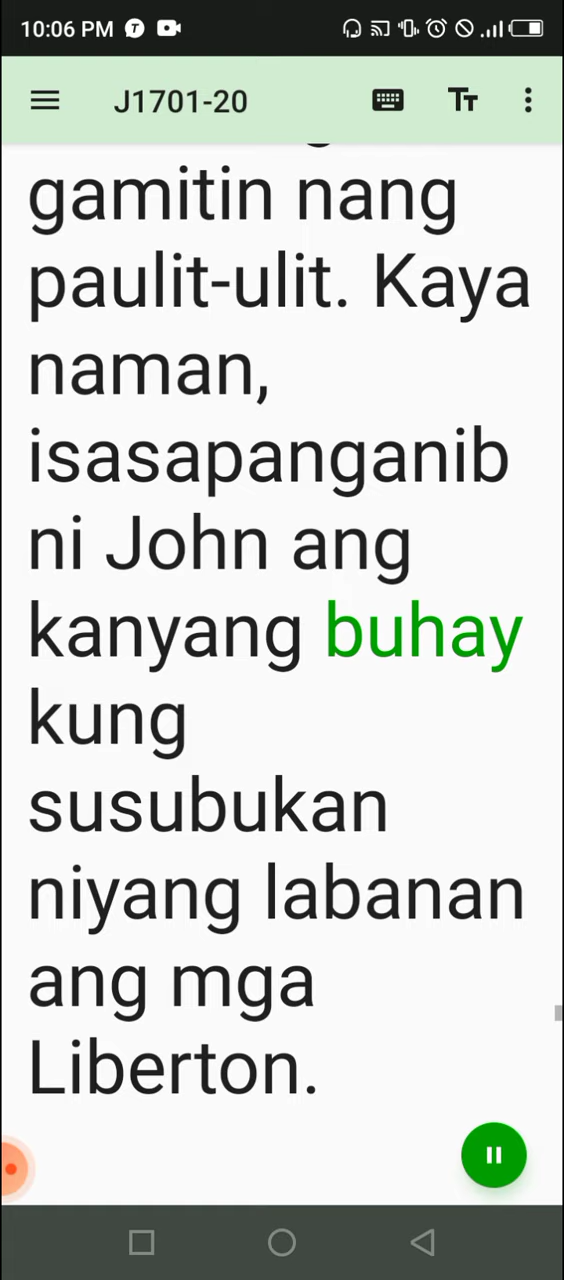 10:06 PM
J1701-20
gamitin nang
paulit-ulit. Kaya
naman,
isasapanganib
ni John ang
kanyang buhay
kung
susubukan
niyang labanan
ang mga
Liberton.